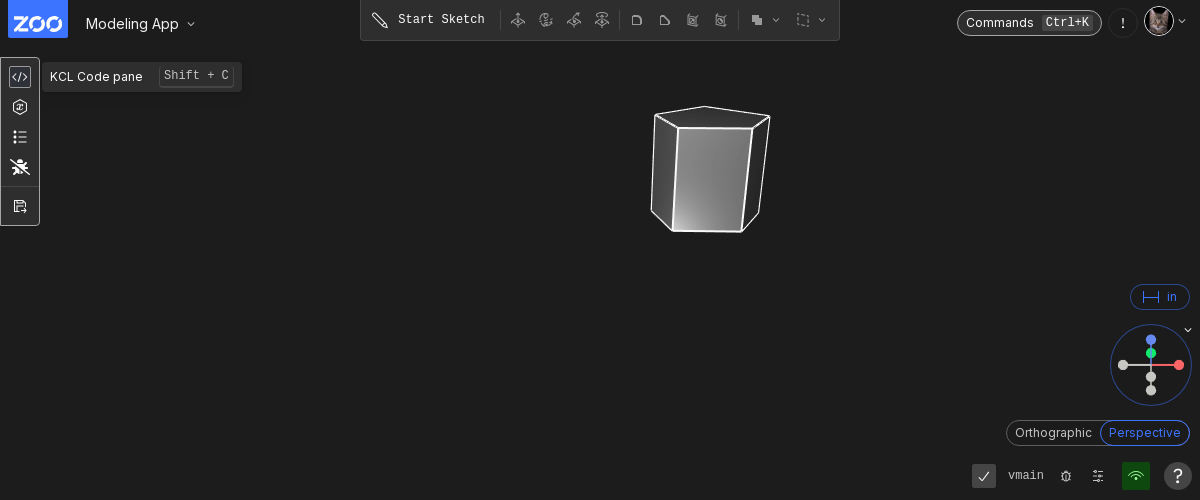 ZOO
Modeling App
Start Sketch
Commands Ctrl+K
!
KCL Code pane Shift + C
in
Orthographic
Perspective
vmain
?